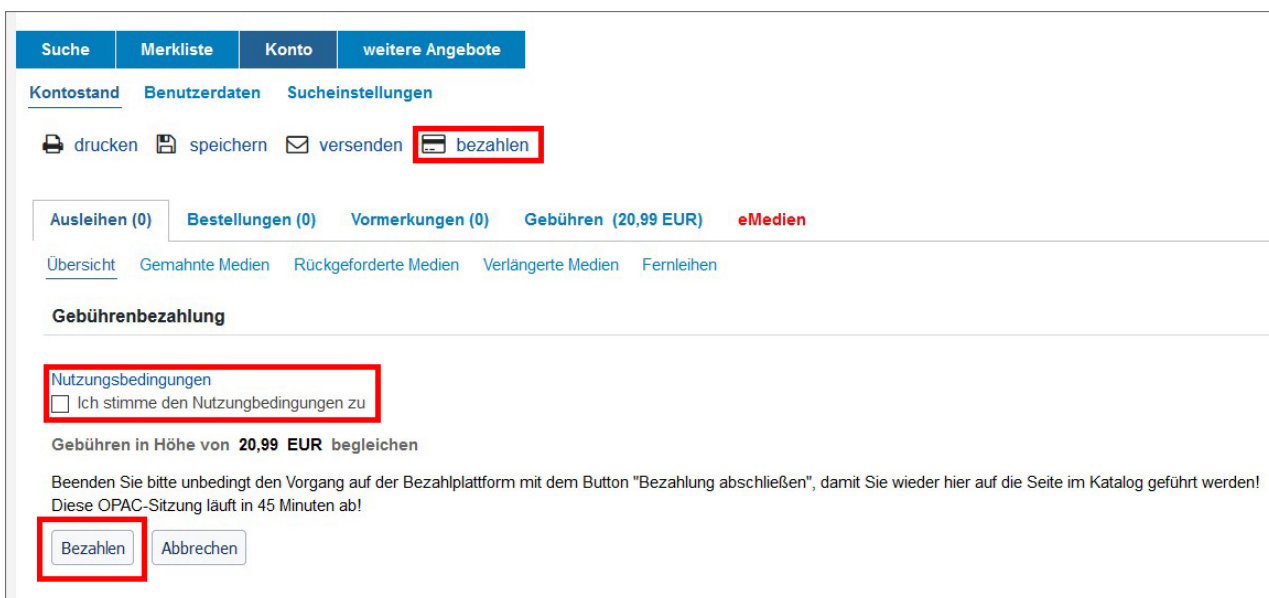 Suche Merkliste Konto weitere Angebote
Kontostand Benutzerdaten Sucheinstellungen
drucken speichern versenden bezahlen
Ausleihen (0) Bestellungen (0) Vormerkungen (0) Gebühren (20,99 EUR) eMedien
Übersicht Gemahnte Medien Rückgeforderte Medien Verlängerte Medien Fernleihen
Gebührenbezahlung
Nutzungsbedingungen
Ich stimme den Nutzungbedingungen zu
Gebühren in Höhe von 20,99 EUR begleichen
Beenden Sie bitte unbedingt den Vorgang auf der Bezahlplattform mit dem Button "Bezahlung abschließen", damit Sie wieder hier auf die Seite im Katalog geführt werden!
Diese OPAC-Sitzung läuft in 45 Minuten ab!
Bezahlen Abbrechen